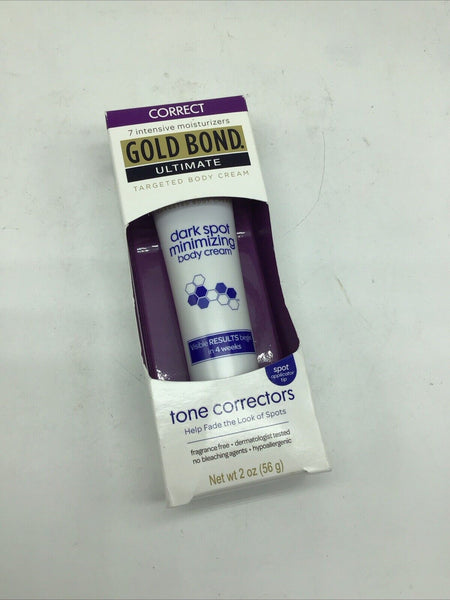 CORRECT
7 intensive moisturizers
GOLD BOND.
ULTIMATE
TARGETED BODY CREAM
dark spot
minimizing
body cream
visible RESULTS begin
in 4 weeks
spot
applicator
tip
tone correctors
Help Fade the Look of Spots
fragrance free • dermatologist tested
no bleaching agents • hypoallergenic
Net wt 2 oz (56 g)